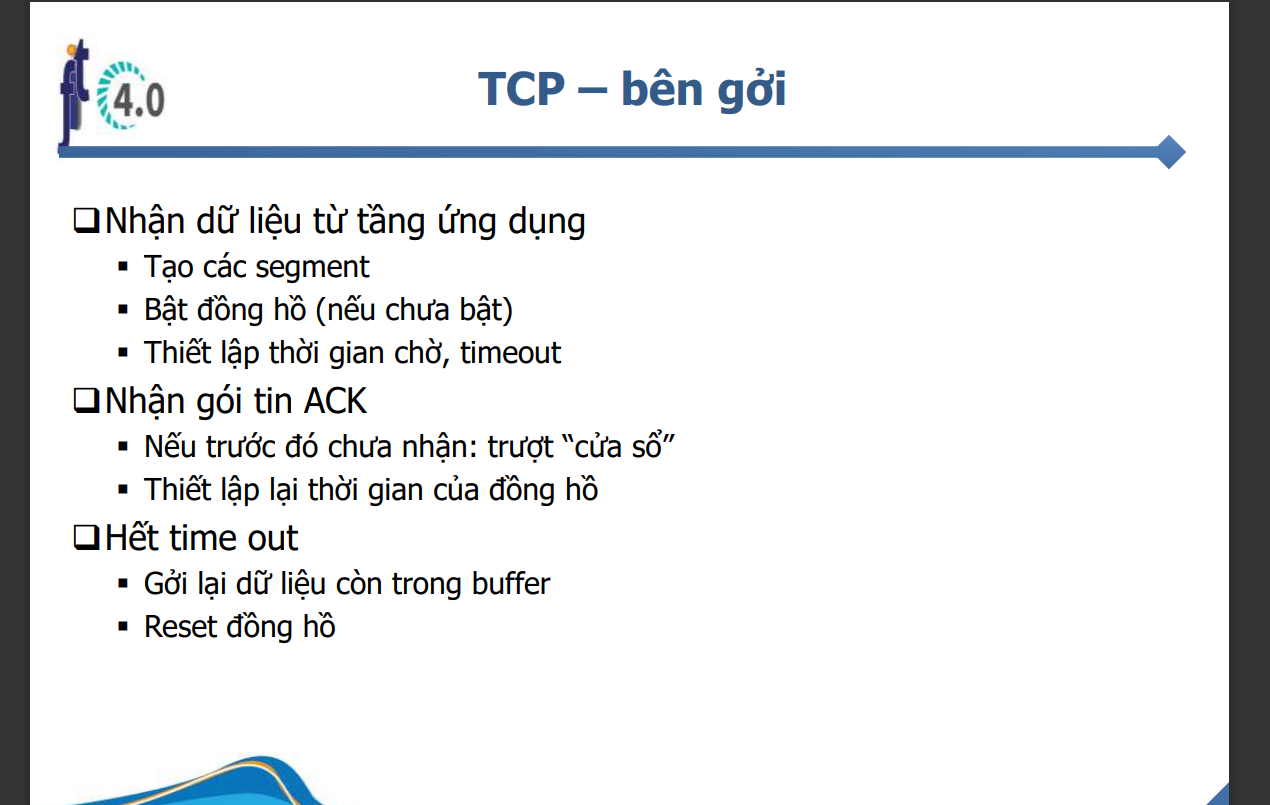 fit 4.0
TCP – bên gởi
❑Nhận dữ liệu từ tầng ứng dụng
▪ Tạo các segment
▪ Bật đồng hồ (nếu chưa bật)
▪ Thiết lập thời gian chờ, timeout
❑Nhận gói tin ACK
▪ Nếu trước đó chưa nhận: trượt “cửa sổ”
▪ Thiết lập lại thời gian của đồng hồ
❑Hết time out
▪ Gởi lại dữ liệu còn trong buffer
▪ Reset đồng hồ